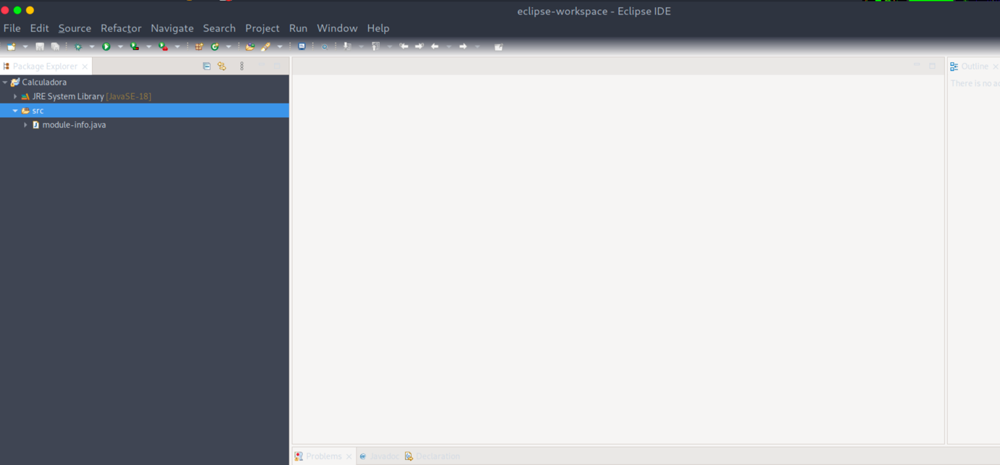 eclipse-workspace - Eclipse IDE
File Edit Source Refactor Navigate Search Project Run Window Help
Package Explorer
Outline
Calculadora
There is no
JRE System Library [JavaSE-18]
src
module-info.java
Problems Javadoc Declaration